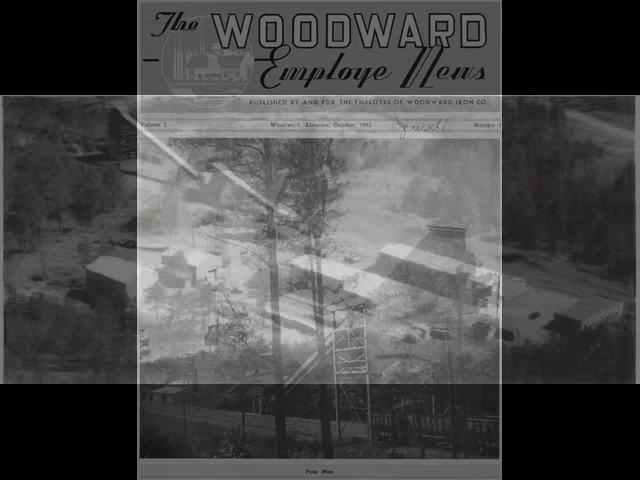 The WOODWARD
Employe News
PUBLISHED BY AND FOR THE EMPLOYES OF WOODWARD IRON CO.
Volume 1 Woodward, Alabama, October, 1943 Number
Pyne Mine